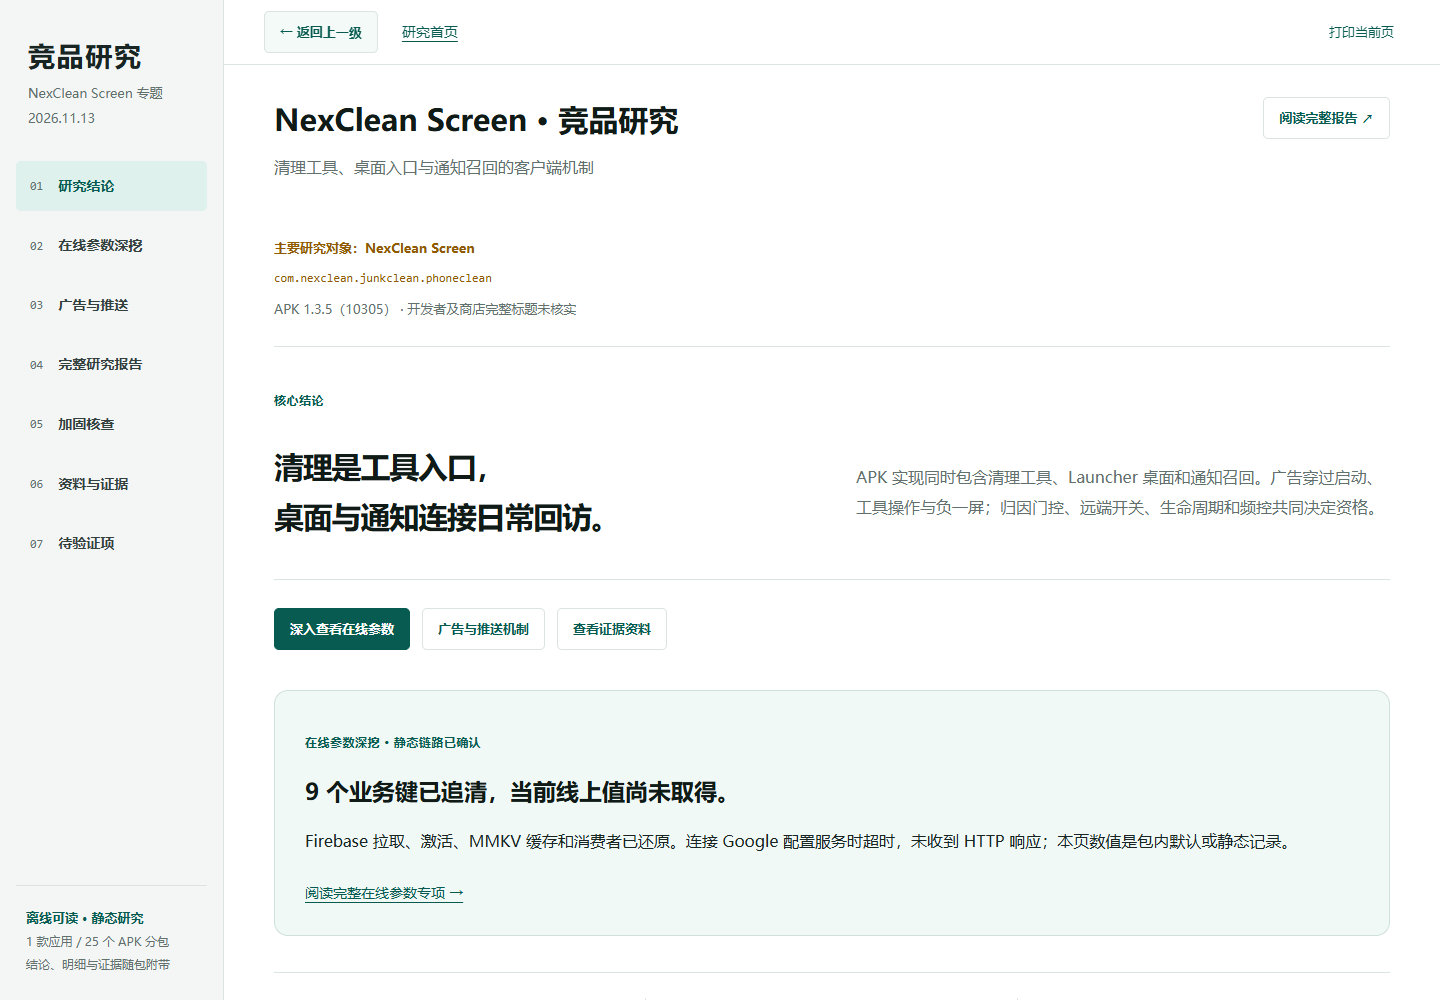 竞品研究
NexClean Screen 专题
2026.11.13
01 研究结论
02 在线参数深挖
03 广告与推送
04 完整研究报告
05 加固核查
06 资料与证据
07 待验证项
离线可读 • 静态研究
1 款应用 / 25 个 APK 分包
结论、明细与证据随包附带
← 返回上一级
研究首页
打印当前页
NexClean Screen • 竞品研究
阅读完整报告 ↗
清理工具、桌面入口与通知召回的客户端机制
主要研究对象：NexClean Screen
com.nexclean.junkclean.phoneclean
APK 1.3.5（10305） · 开发者及商店完整标题未核实
核心结论
清理是工具入口，
桌面与通知连接日常回访。
APK 实现同时包含清理工具、Launcher 桌面和通知召回。广告穿过启动、
工具操作与负一屏；归因门控、远端开关、生命周期和频控共同决定资格。
深入查看在线参数
广告与推送机制
查看证据资料
在线参数深挖 • 静态链路已确认
9 个业务键已追清，当前线上值尚未取得。
Firebase 拉取、激活、MMKV 缓存和消费者已还原。连接 Google 配置服务时超时，未收到 HTTP 响应；本页数值是包内默认或静态记录。
阅读完整在线参数专项 →